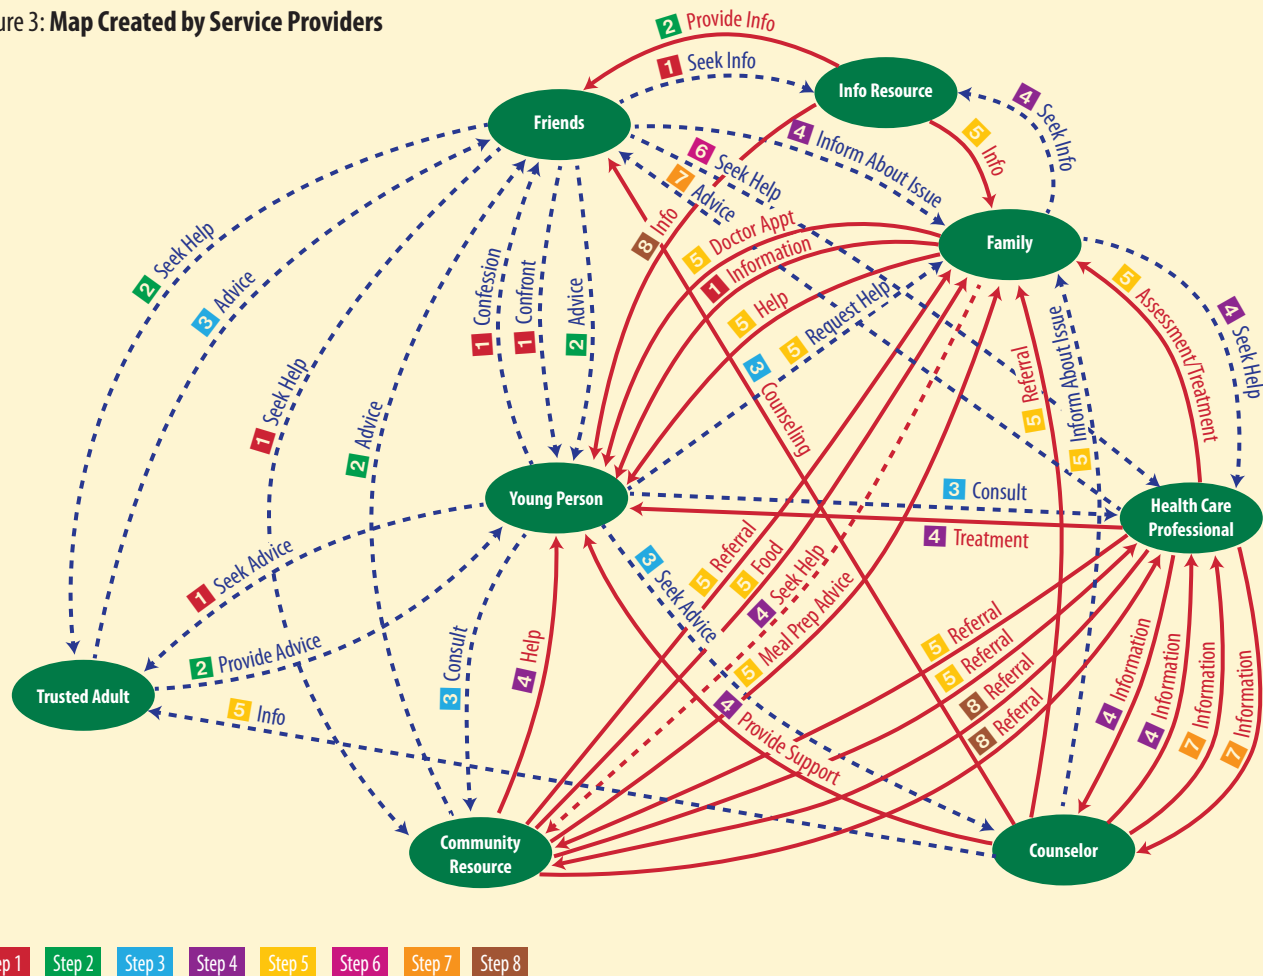 ure 3: Map Created by Service Providers
2 Provide Info
1 Seek Info
Info Resource
4 Seek Info
Friends
4 Inform About Issue
5 Info
6 Seek Help
7 Advice
8 Info
5 Doctor Appt
1 Information
5 Help
Family
2 Seek Help
3 Advice
1 Confession
1 Confront
2 Advice
5 Request Help
3 Counseling
5 Assessment/Treatment
4 Seek Help
5 Referral
5 Inform About Issue
1 Seek Help
2 Advice
Young Person
3 Consult
4 Treatment
Health Care
Professional
1 Seek Advice
2 Provide Advice
3 Seek Advice
5 Referral
5 Food
4 Seek Help
5 Meal Prep Advice
5 Referral
5 Referral
8 Referral
8 Referral
4 Information
4 Information
7 Information
7 Information
Trusted Adult
5 Info
3 Consult
4 Help
4 Provide Support
Community
Resource
Counselor
ep 1
Step 2
Step 3
Step 4
Step 5
Step 6
Step 7
Step 8